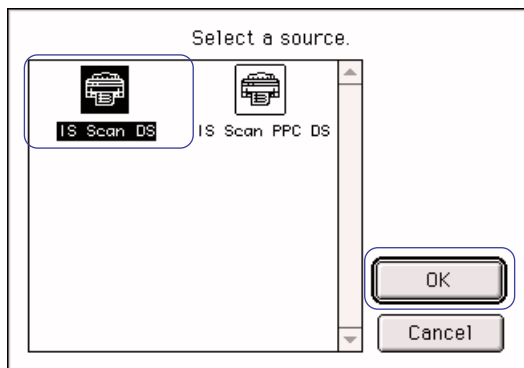 Select a source.
IS Scan DS
IS Scan PPC DS
OK
Cancel